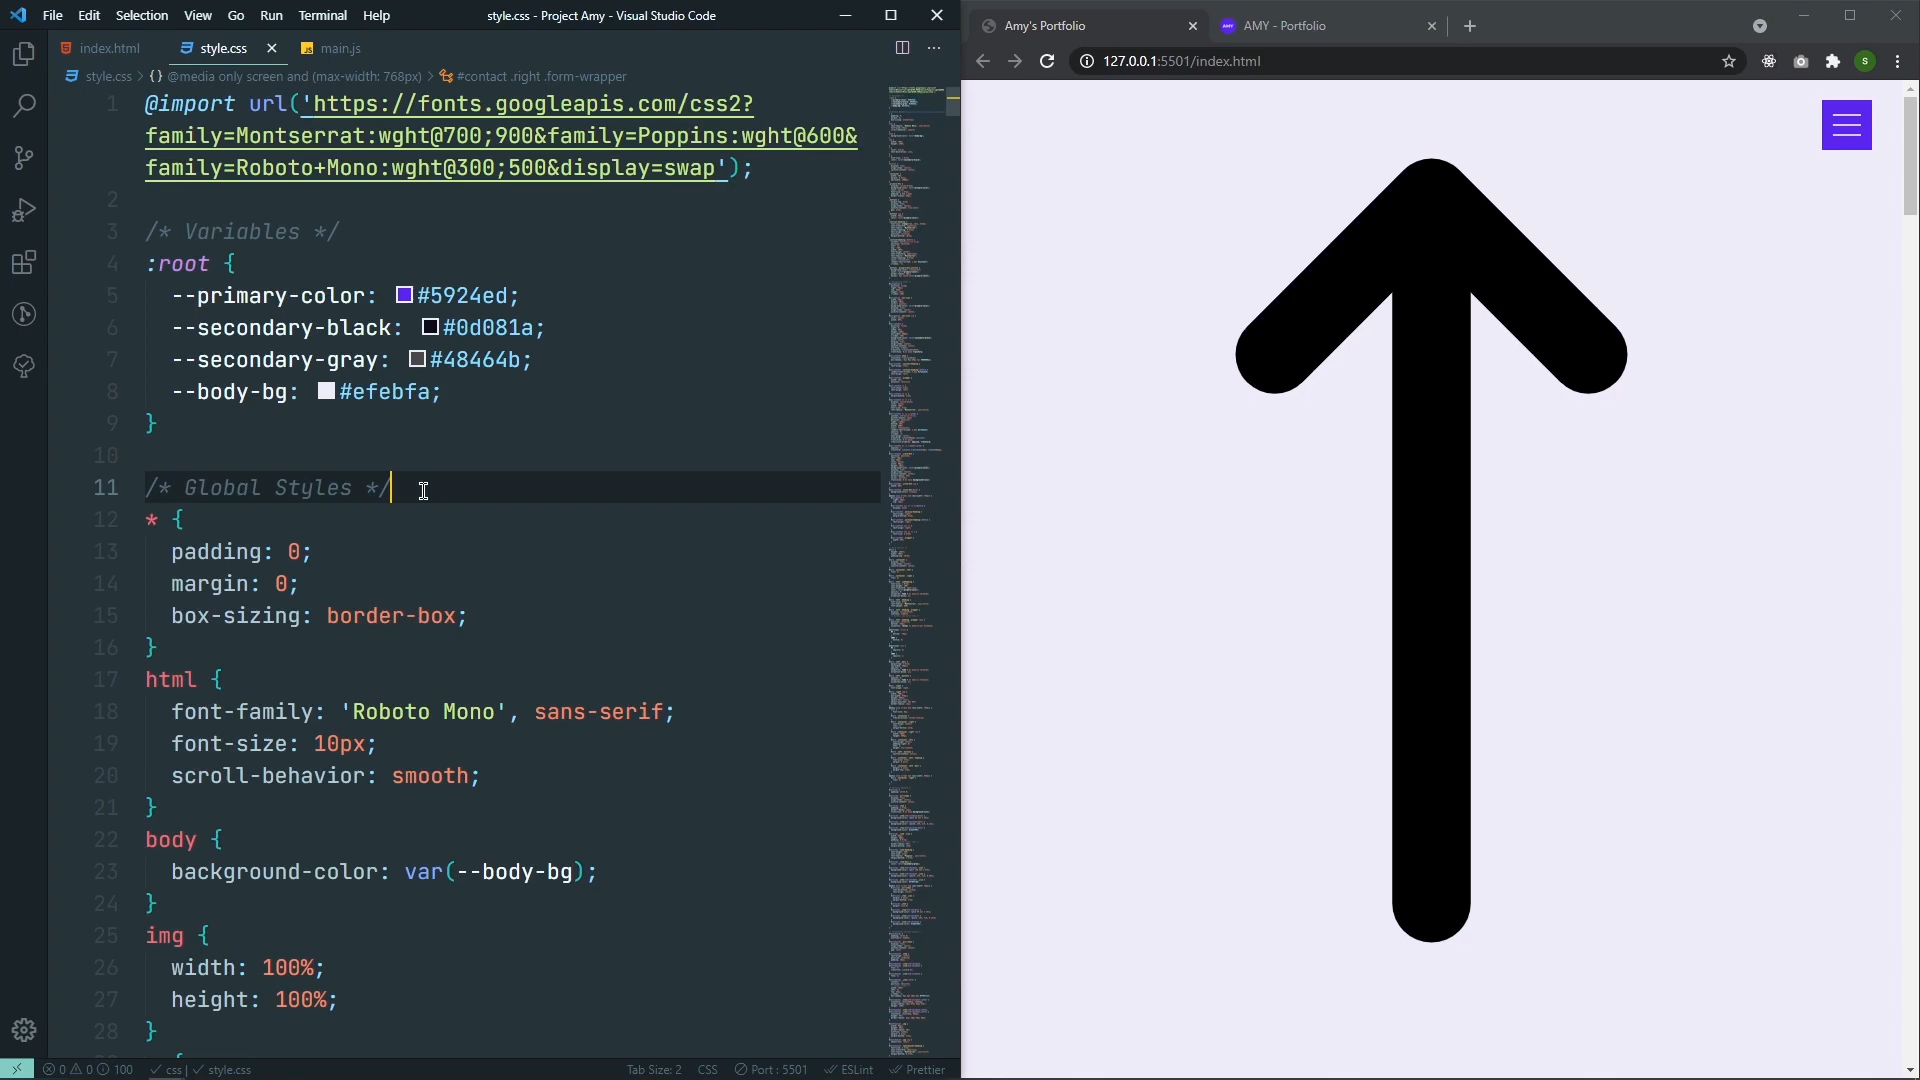 File Edit Selection View Go Run Terminal Help
style.css - Project Amy - Visual Studio Code
index.html style.css main.js
style.css > {} @media only screen and (max-width: 768px) > #contact .right .form-wrapper
1 @import url('https://fonts.googleapis.com/css2?
family=Montserrat:wght@700;900&family=Poppins:wght@600&
family=Roboto+Mono:wght@300;500&display=swap');
2
3 /* Variables */
4 :root {
5 --primary-color: #5924ed;
6 --secondary-black: #0d081a;
7 --secondary-gray: #48464b;
8 --body-bg: #efebfa;
9 }
10
11 /* Global Styles */
12 * {
13 padding: 0;
14 margin: 0;
15 box-sizing: border-box;
16 }
17 html {
18 font-family: 'Roboto Mono', sans-serif;
19 font-size: 10px;
20 scroll-behavior: smooth;
21 }
22 body {
23 background-color: var(--body-bg);
24 }
25 img {
26 width: 100%;
27 height: 100%;
28 }
0 0 100 css | style.css Tab Size: 2 CSS Port : 5501 ESLint Prettier
Amy's Portfolio
AMY AMY - Portfolio
127.0.0.1:5501/index.html
S